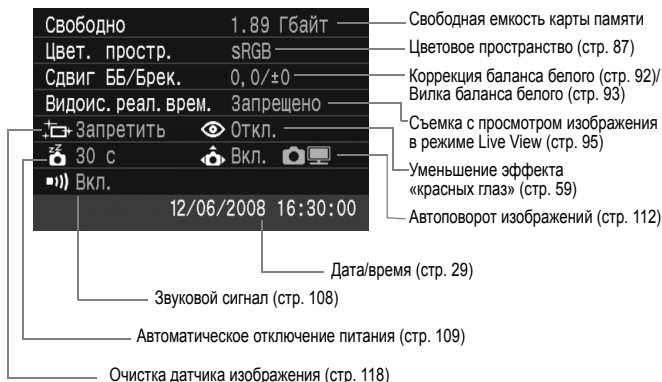 Свободно 1.89 Гбайт
Свободная емкость карты памяти
Цвет. простр. sRGB
Цветовое пространство (стр. 87)
Сдвиг ББ/Брек. 0,0/±0
Коррекция баланса белого (стр. 92)/
Вилка баланса белого (стр. 93)
Видоис.реал.врем. Запрещено
Съемка с просмотром изображения
в режиме Live View (стр. 95)
Запретить Откл.
Уменьшение эффекта
«красных глаз» (стр. 59)
30 с Вкл.
Автоповорот изображений (стр. 112)
Вкл.
12/06/2008 16:30:00
Дата/время (стр. 29)
Звуковой сигнал (стр. 108)
Автоматическое отключение питания (стр. 109)
Очистка датчика изображения (стр. 118)